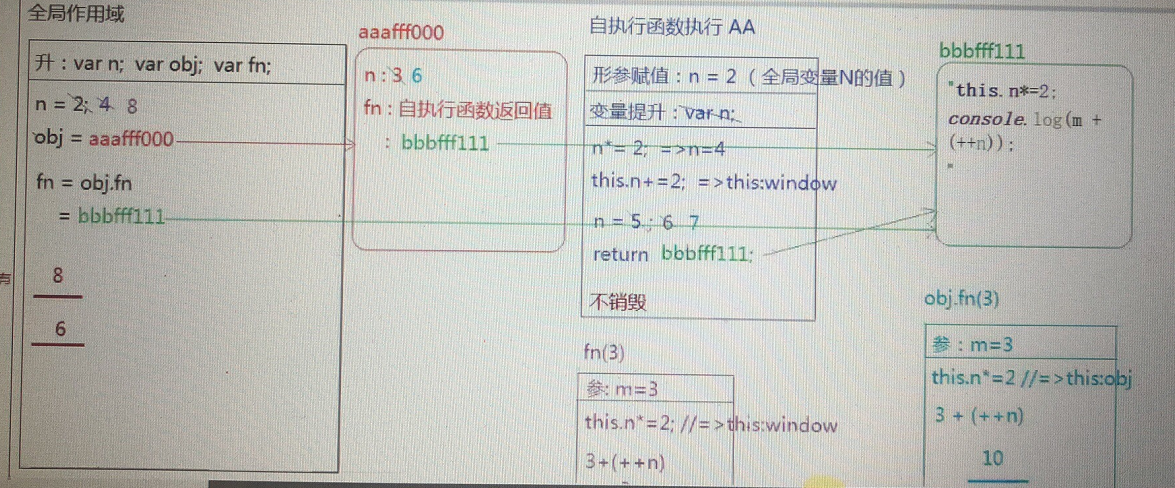 全局作用域
升：var n;  var obj;  var fn;
n = 2;  4  8
obj = aaafff000
fn = obj.fn
= bbbfff111
8
6
aaafff000
n : 3 6
fn : 自执行函数返回值
: bbbfff111
自执行函数执行 AA
形参赋值：n = 2 （ 全局变量N的值 ）
变量提升：var n;
n*= 2;  =>n=4
this.n+=2;  =>this:window
n = 5 ; 6  7
return  bbbfff111;
不销毁
bbbfff111
"this. n*=2;
console. log(m +
(++n));
"
fn(3)
参: m=3
this.n*=2; //=>this:window
3+(++n)
obj.fn(3)
参：m=3
this.n*=2 //=>this:obj
3 + (++n)
10